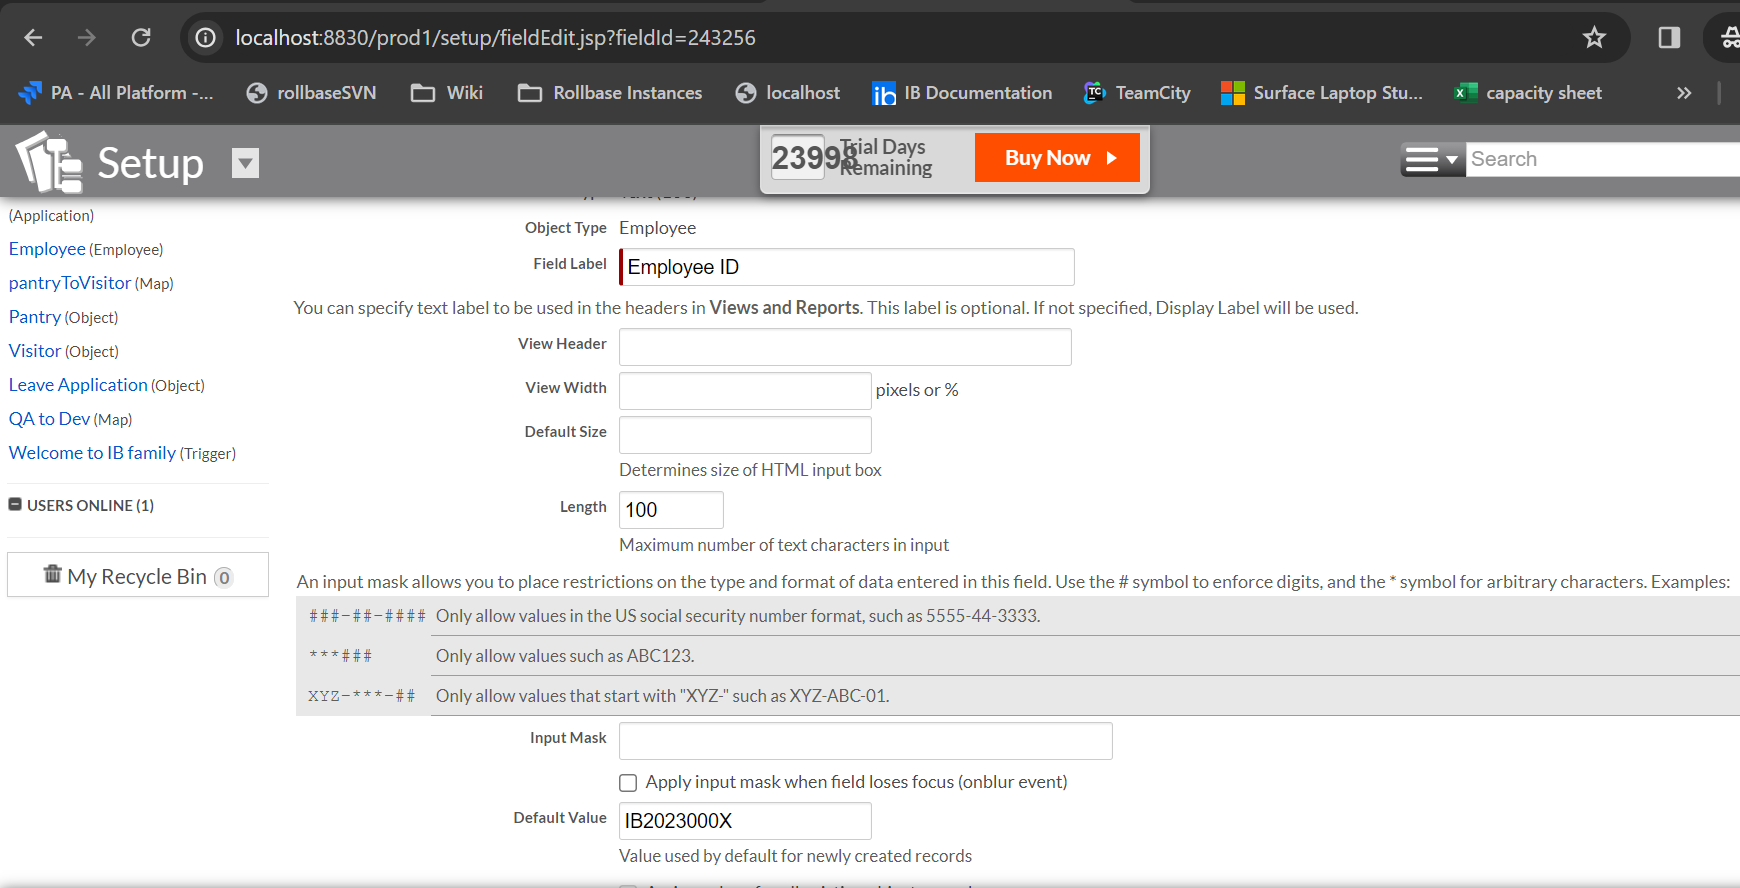 localhost:8830/prod1/setup/fieldEdit.jsp?fieldId=243256
PA - All Platform -... rollbaseSVN Wiki Rollbase Instances localhost IB Documentation TeamCity Surface Laptop Stu... capacity sheet »
Setup
23998 Trial Days Remaining Buy Now
Search
(Application)
Employee (Employee)
pantryToVisitor (Map)
Pantry (Object)
Visitor (Object)
Leave Application (Object)
QA to Dev (Map)
Welcome to IB family (Trigger)
USERS ONLINE (1)
My Recycle Bin 0
Object Type Employee
Field Label Employee ID
You can specify text label to be used in the headers in Views and Reports. This label is optional. If not specified, Display Label will be used.
View Header
View Width pixels or %
Default Size
Determines size of HTML input box
Length 100
Maximum number of text characters in input
An input mask allows you to place restrictions on the type and format of data entered in this field. Use the # symbol to enforce digits, and the * symbol for arbitrary characters. Examples:
###-##-#### Only allow values in the US social security number format, such as 5555-44-3333.
***### Only allow values such as ABC123.
XYZ-***-## Only allow values that start with "XYZ-" such as XYZ-ABC-01.
Input Mask
Apply input mask when field loses focus (onblur event)
Default Value IB2023000X
Value used by default for newly created records